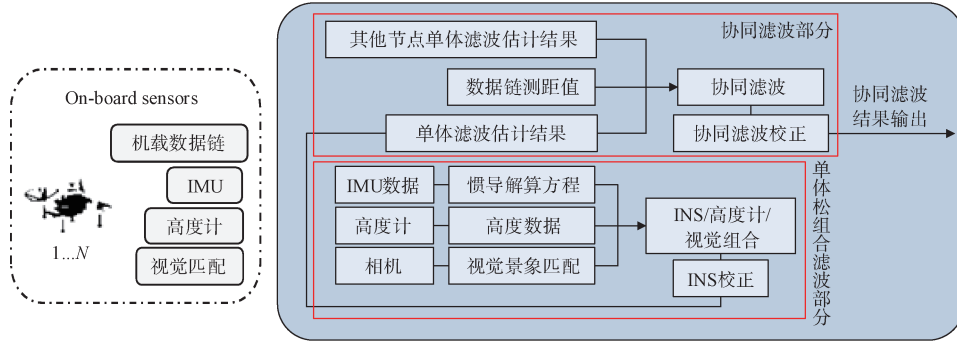 On-board sensors
机载数据链
IMU
高度计
视觉匹配
1...N
协同滤波部分
其他节点单体滤波估计结果
数据链测距值
单体滤波估计结果
协同滤波
协同滤波校正
协同滤波
结果输出
单体松组合滤波部分
IMU数据
惯导解算方程
高度计
高度数据
相机
视觉景象匹配
INS/高度计/
视觉组合
INS校正